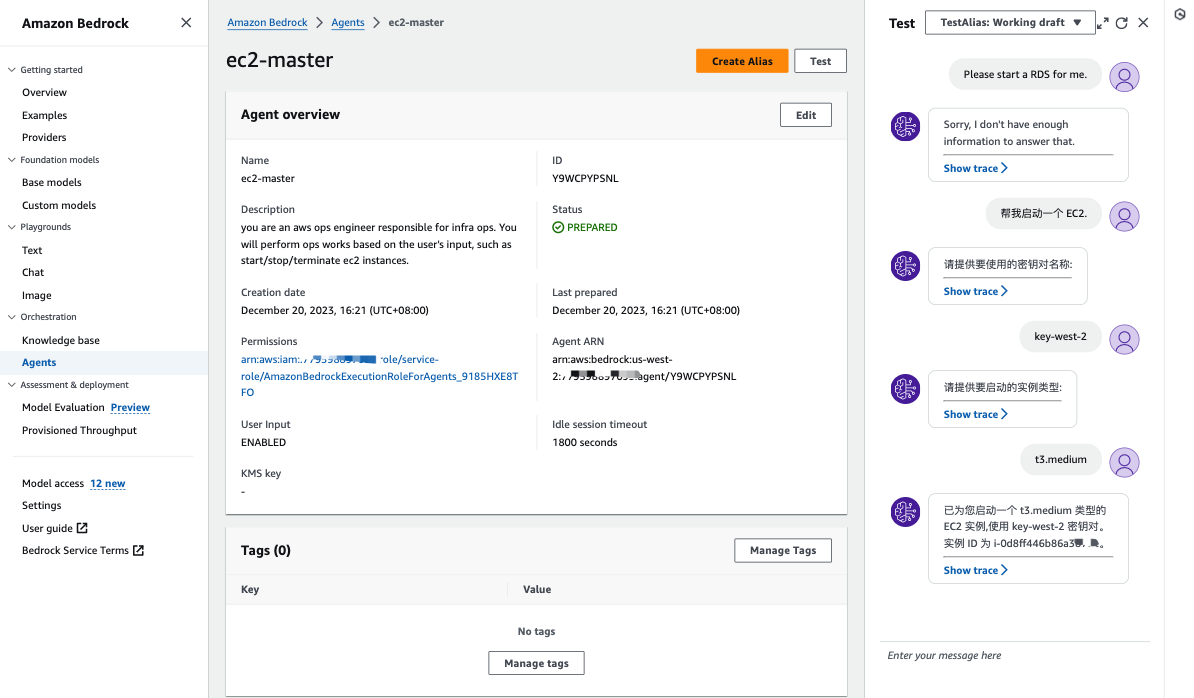 Amazon Bedrock
Getting started
Overview
Examples
Providers
Foundation models
Base models
Custom models
Playgrounds
Text
Chat
Image
Orchestration
Knowledge base
Agents
Assessment & deployment
Model Evaluation Preview
Provisioned Throughput
Model access 12 new
Settings
User guide
Bedrock Service Terms
Amazon Bedrock > Agents > ec2-master
ec2-master
Create Alias
Test
Agent overview
Edit
Name
ec2-master
ID
Y9WCPYPSNL
Description
you are an aws ops engineer responsible for infra ops. You
will perform ops works based on the user's input, such as
start/stop/terminate ec2 instances.
Status
PREPARED
Creation date
December 20, 2023, 16:21 (UTC+08:00)
Last prepared
December 20, 2023, 16:21 (UTC+08:00)
Permissions
arn:aws:iam: role/service-
role/AmazonBedrockExecutionRoleForAgents_9185HXE8T
FO
Agent ARN
arn:aws:bedrock:us-west-
2: agent/Y9WCPYPSNL
User Input
ENABLED
Idle session timeout
1800 seconds
KMS key
-
Tags (0)
Manage Tags
Key
Value
No tags
Manage tags
Test
TestAlias: Working draft
Please start a RDS for me.
Sorry, I don't have enough
information to answer that.
Show trace
帮我启动一个 EC2.
请提供要使用的密钥对名称:
Show trace
key-west-2
请提供要启动的实例类型:
Show trace
t3.medium
已为您启动一个 t3.medium 类型的
EC2 实例,使用 key-west-2 密钥对。
实例 ID 为 i-0d8ff446b86a3 。
Show trace
Enter your message here